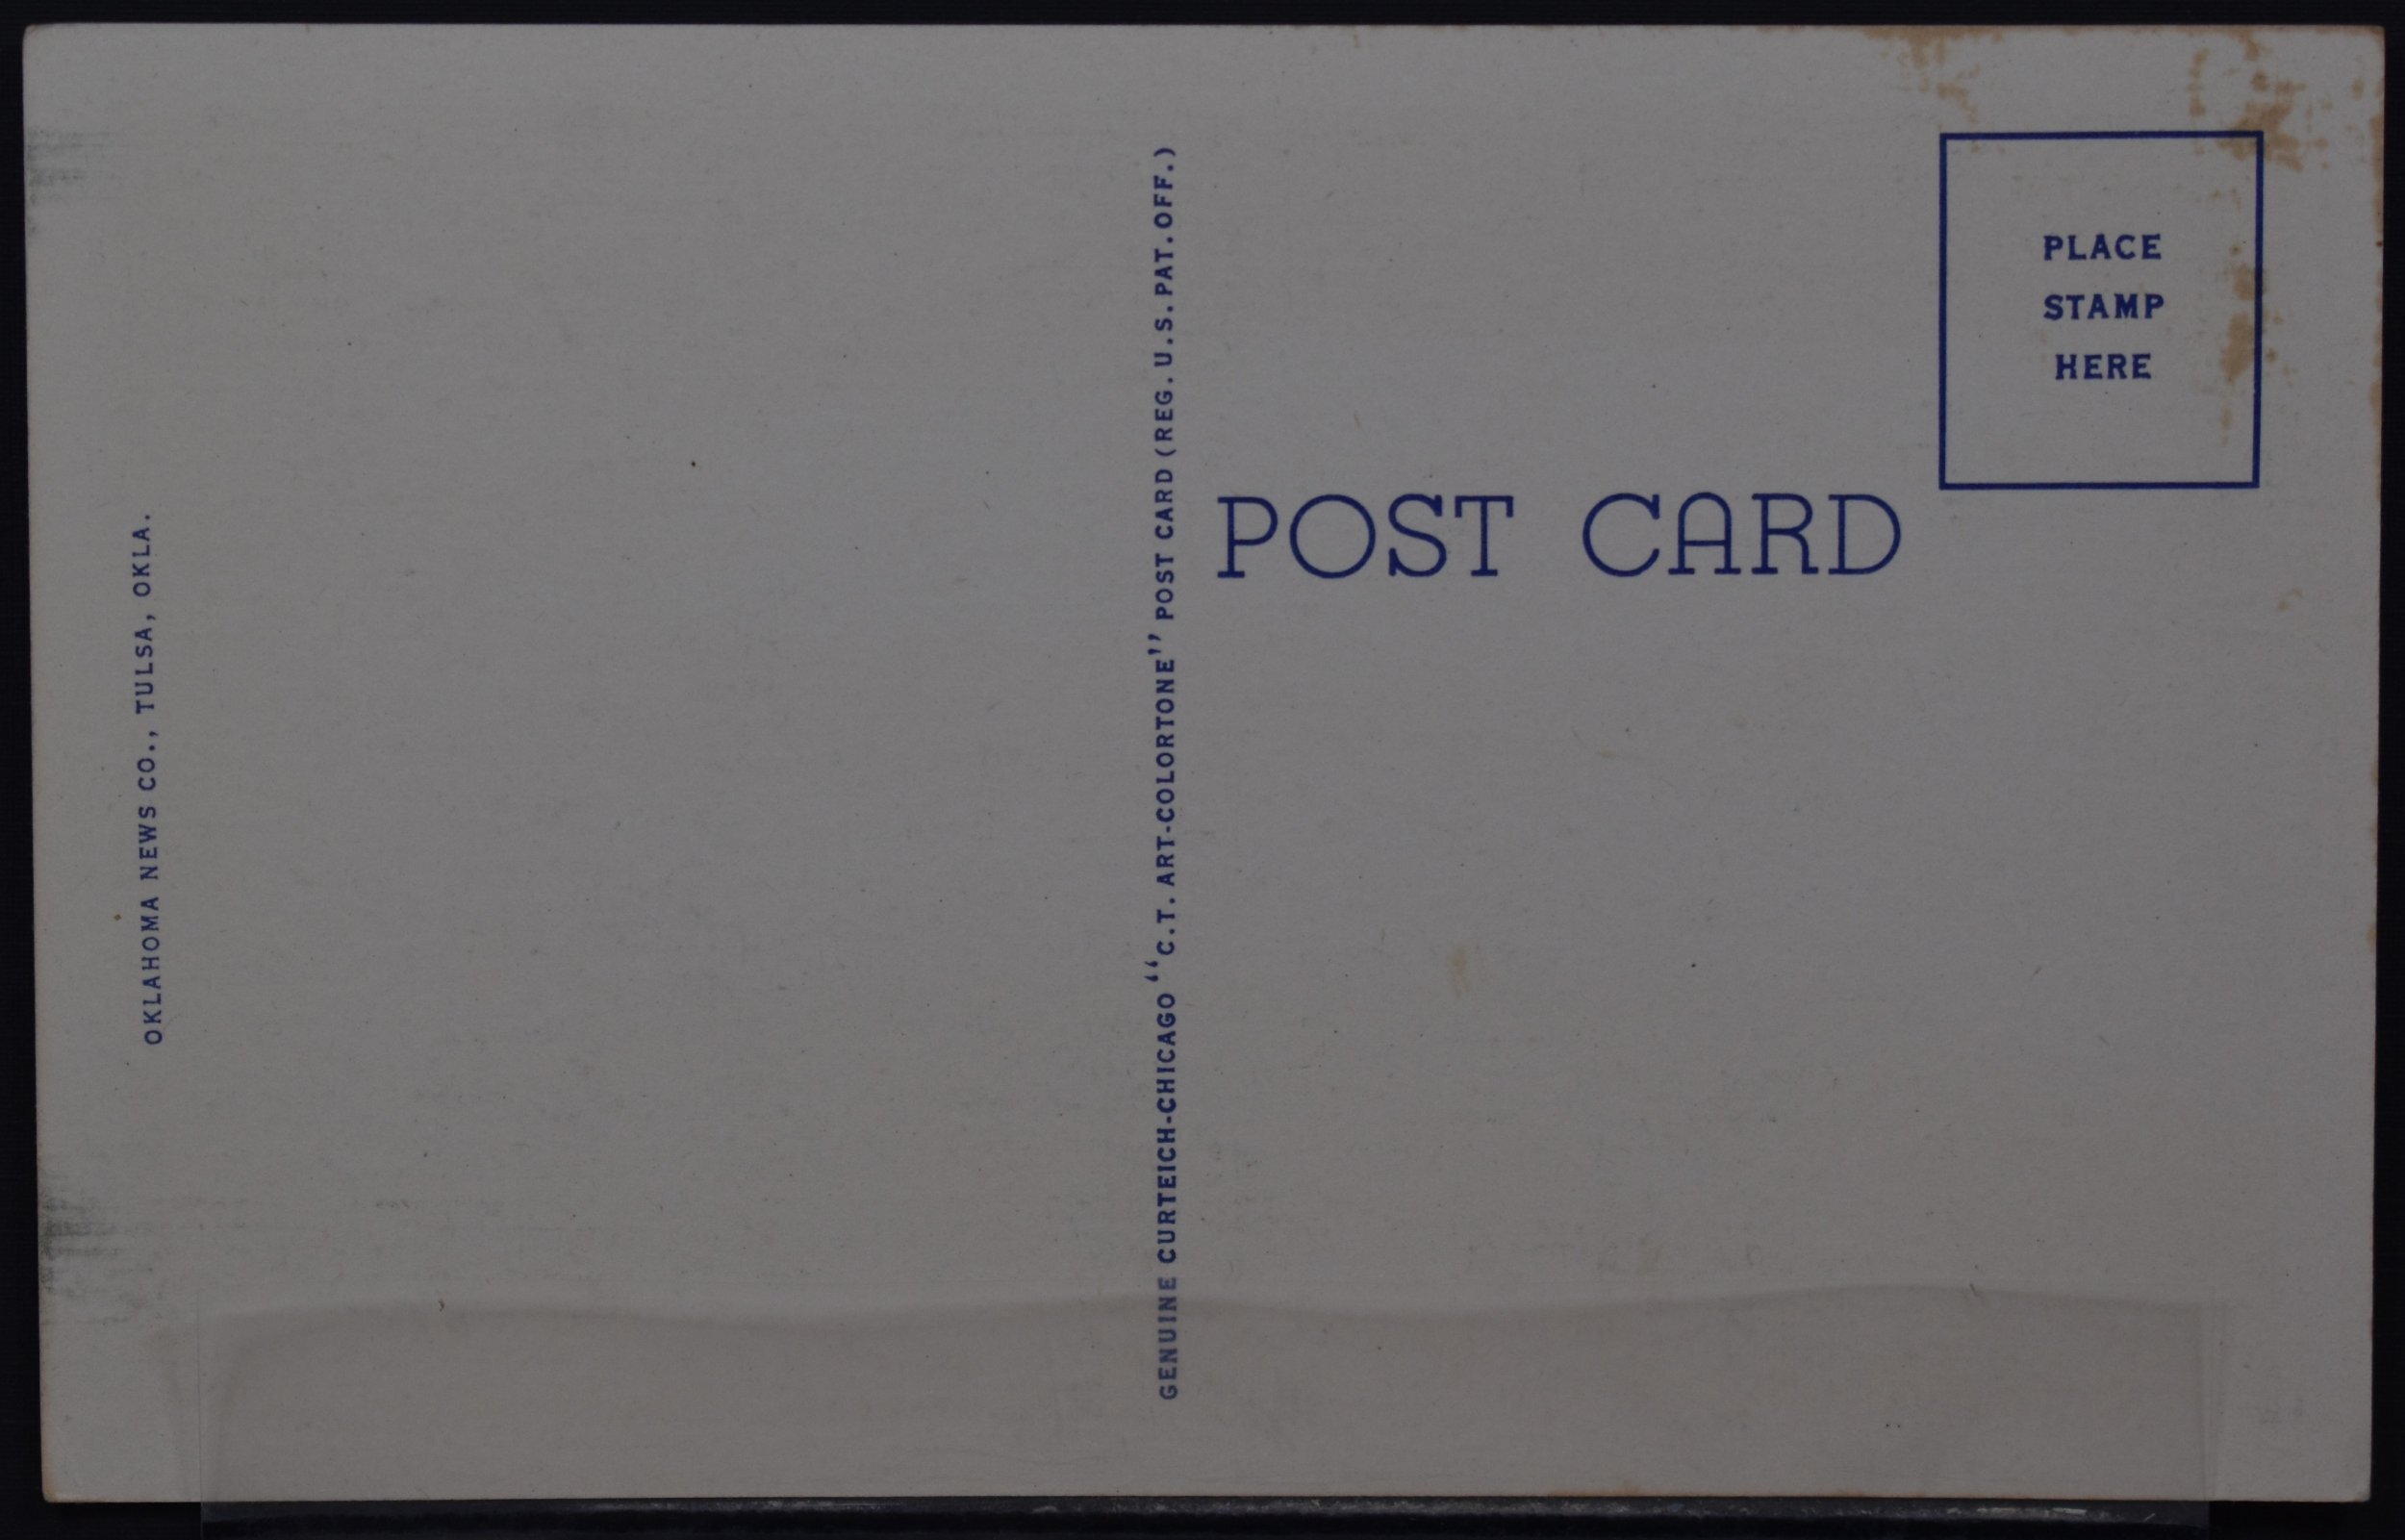 OKLAHOMA NEWS CO., TULSA, OKLA.
GENUINE CURTEICH-CHICAGO "C.T. ART-COLORTONE" POST CARD (REG. U.S. PAT. OFF.)
POST CARD
PLACE
STAMP
HERE